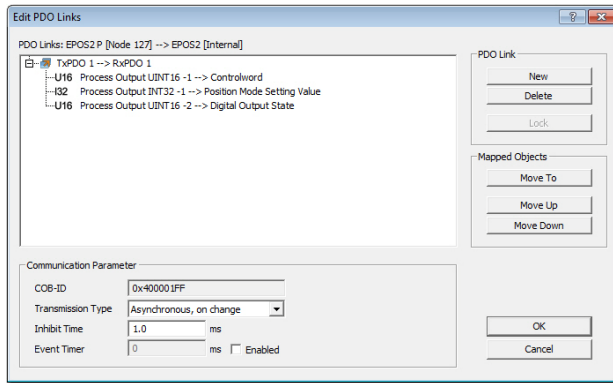 Edit PDO Links
PDO Links: EPOS2 P [Node 127] --> EPOS2 [Internal]
TxPDO 1 --> RxPDO 1
U16 Process Output UINT16 -1 --> Controlword
I32 Process Output INT32 -1 --> Position Mode Setting Value
U16 Process Output UINT16 -2 --> Digital Output State
PDO Link
New
Delete
Lock
Mapped Objects
Move To
Move Up
Move Down
Communication Parameter
COB-ID 0x400001FF
Transmission Type Asynchronous, on change
Inhibit Time 1.0 ms
Event Timer 0 ms Enabled
OK
Cancel